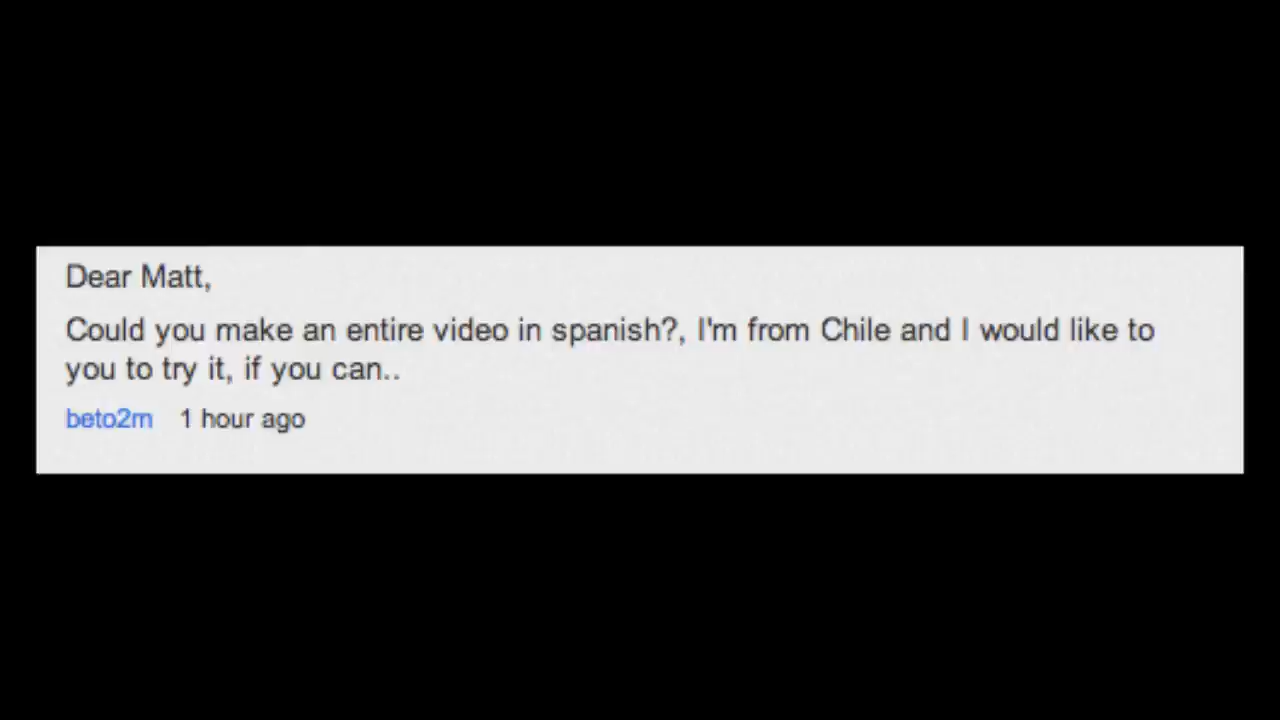 Dear Matt,
Could you make an entire video in spanish?, I'm from Chile and I would like to
you to try it, if you can..
beto2m 1 hour ago